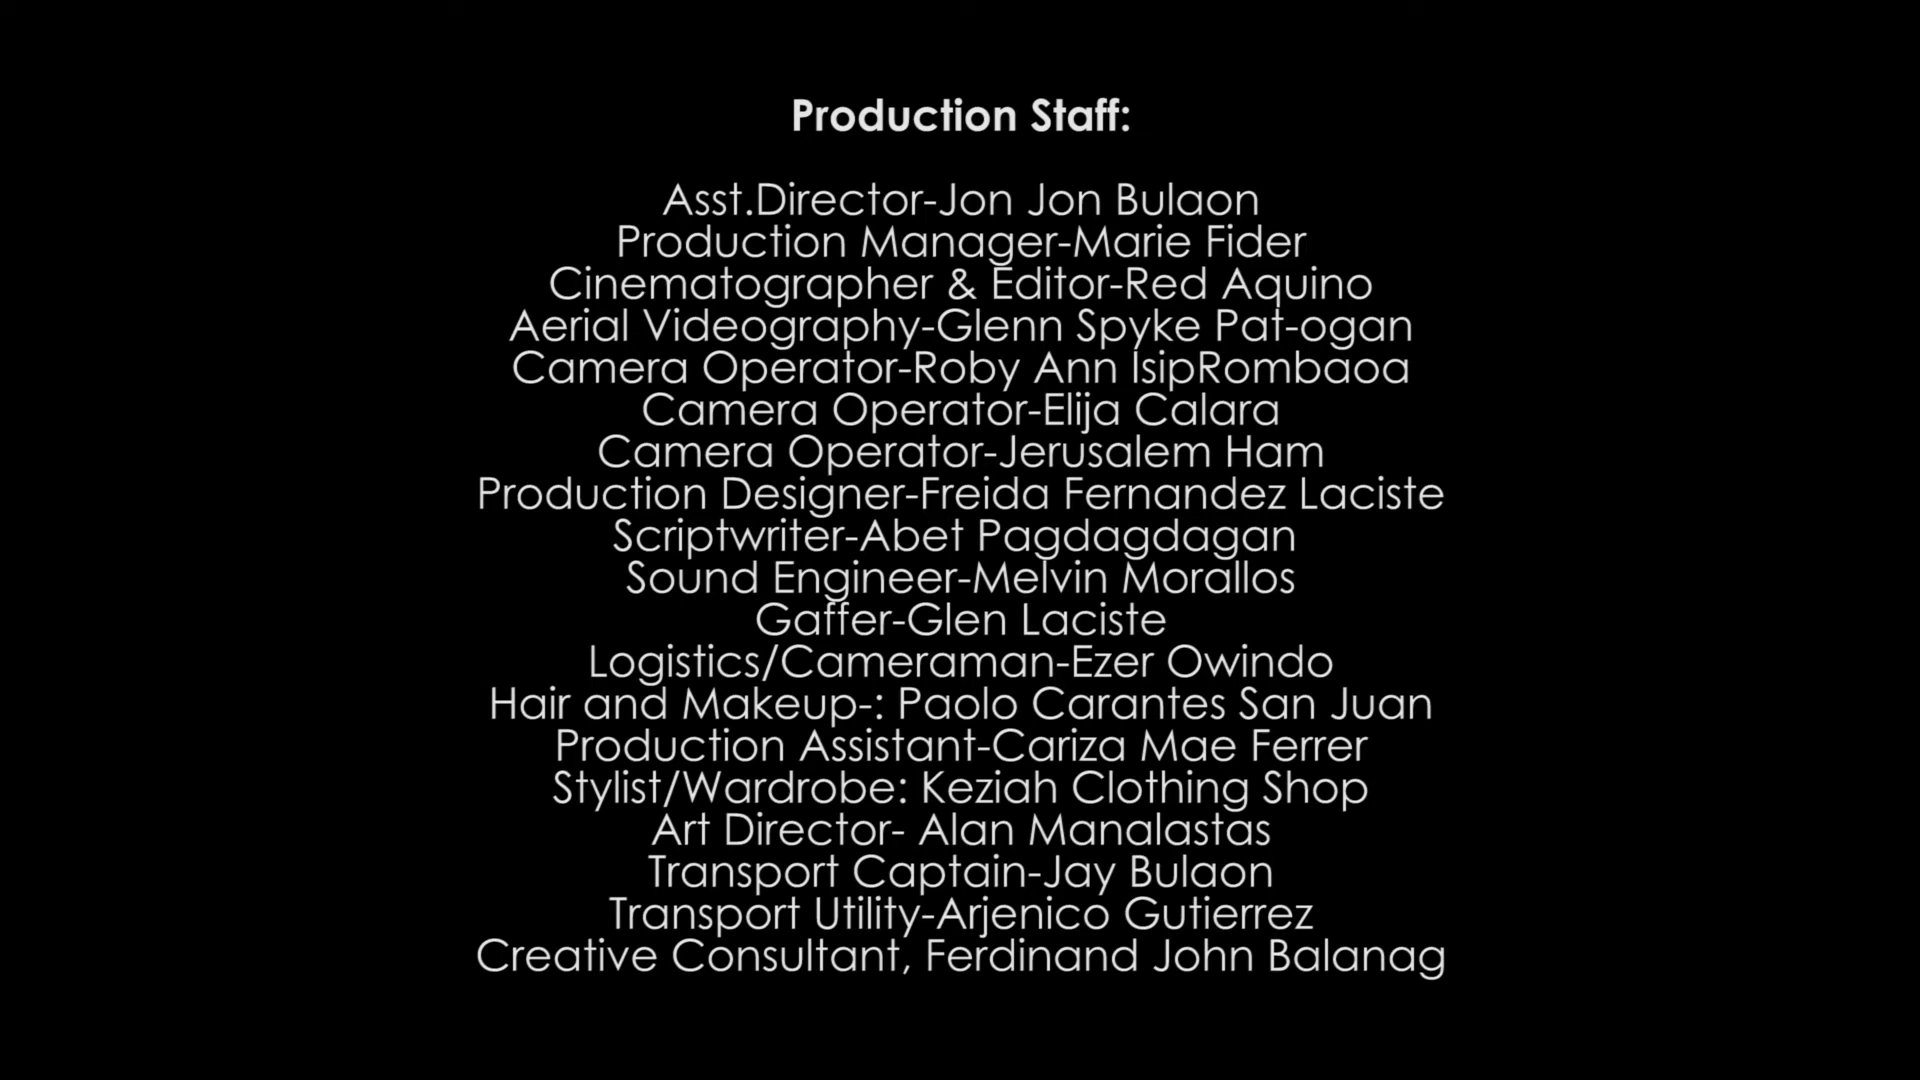 Production Staff:
Asst.Director-Jon Jon Bulaon
Production Manager-Marie Fider
Cinematographer & Editor-Red Aquino
Aerial Videography-Glenn Spyke Pat-ogan
Camera Operator-Roby Ann IsipRombaoa
Camera Operator-Elija Calara
Camera Operator-Jerusalem Ham
Production Designer-Freida Fernandez Laciste
Scriptwriter-Abet Pagdagdagan
Sound Engineer-Melvin Morallos
Gaffer-Glen Laciste
Logistics/Cameraman-Ezer Owindo
Hair and Makeup-: Paolo Carantes San Juan
Production Assistant-Cariza Mae Ferrer
Stylist/Wardrobe: Keziah Clothing Shop
Art Director- Alan Manalastas
Transport Captain-Jay Bulaon
Transport Utility-Arjenico Gutierrez
Creative Consultant, Ferdinand John Balanag